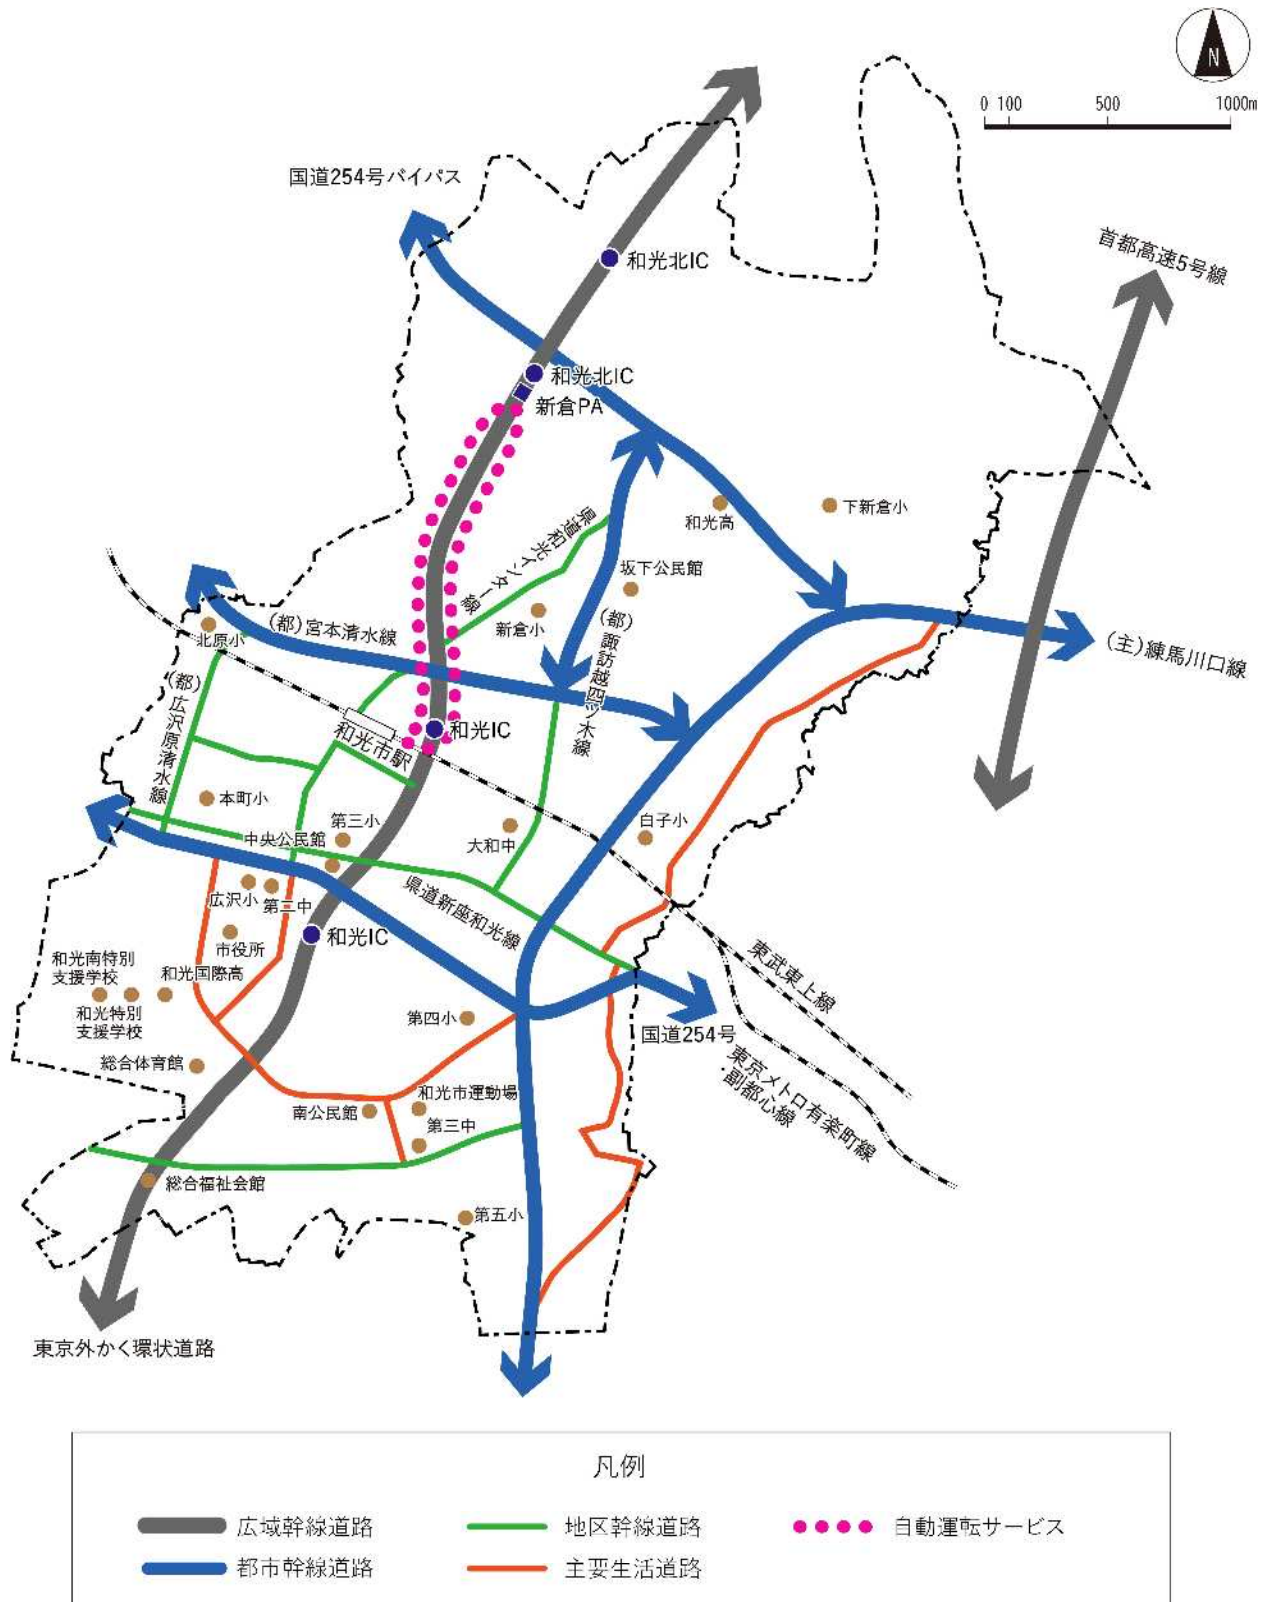 N
0 100 500 1000m
国道254号バイパス
首都高速5号線
和光北IC
和光北IC
新倉PA
和光高
下新倉小
県道和光インター線
坂下公民館
新倉小
(都)諏訪越四ツ木線
(都)宮本清水線
北原小
(主)練馬川口線
(都)広沢原清水線
和光市駅
和光IC
本町小
第三小
中央公民館
大和中
白子小
県道新座和光線
広沢小
第二中
和光IC
市役所
和光南特別
支援学校
和光国際高
和光特別
支援学校
東武東上線
第四小
国道254号
総合体育館
東京メトロ有楽町線
・副都心線
和光市運動場
南公民館
第三中
総合福祉会館
第五小
東京外かく環状道路
凡例
広域幹線道路
地区幹線道路
自動運転サービス
都市幹線道路
主要生活道路